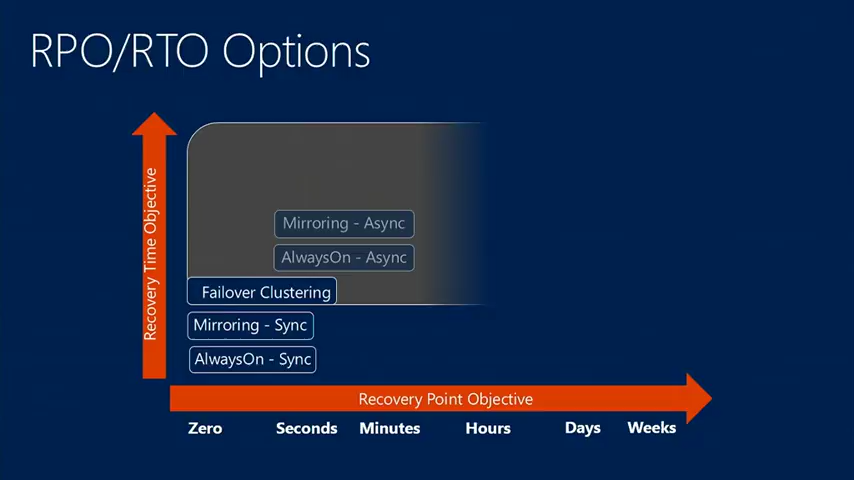 RPO/RTO Options
Recovery Time Objective
Mirroring - Async
AlwaysOn - Async
Failover Clustering
Mirroring - Sync
AlwaysOn - Sync
Recovery Point Objective
Zero Seconds Minutes Hours Days Weeks